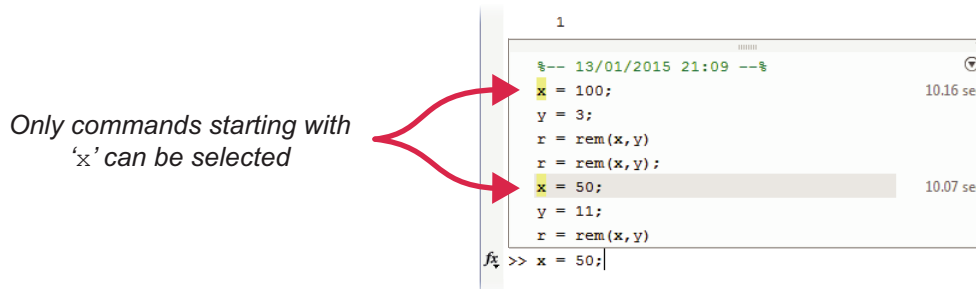 1
%-- 13/01/2015 21:09 --%
x = 100; 10.16 se
y = 3;
r = rem(x,y)
r = rem(x,y);
x = 50; 10.07 se
y = 11;
r = rem(x,y)
fx >> x = 50;
Only commands starting with
‘x’ can be selected